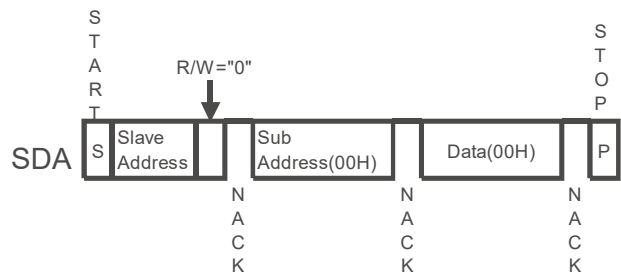 START
STOP
R/W="0"
SDA
S
Slave
Address
Sub
Address(00H)
Data(00H)
P
NACK
NACK
NACK